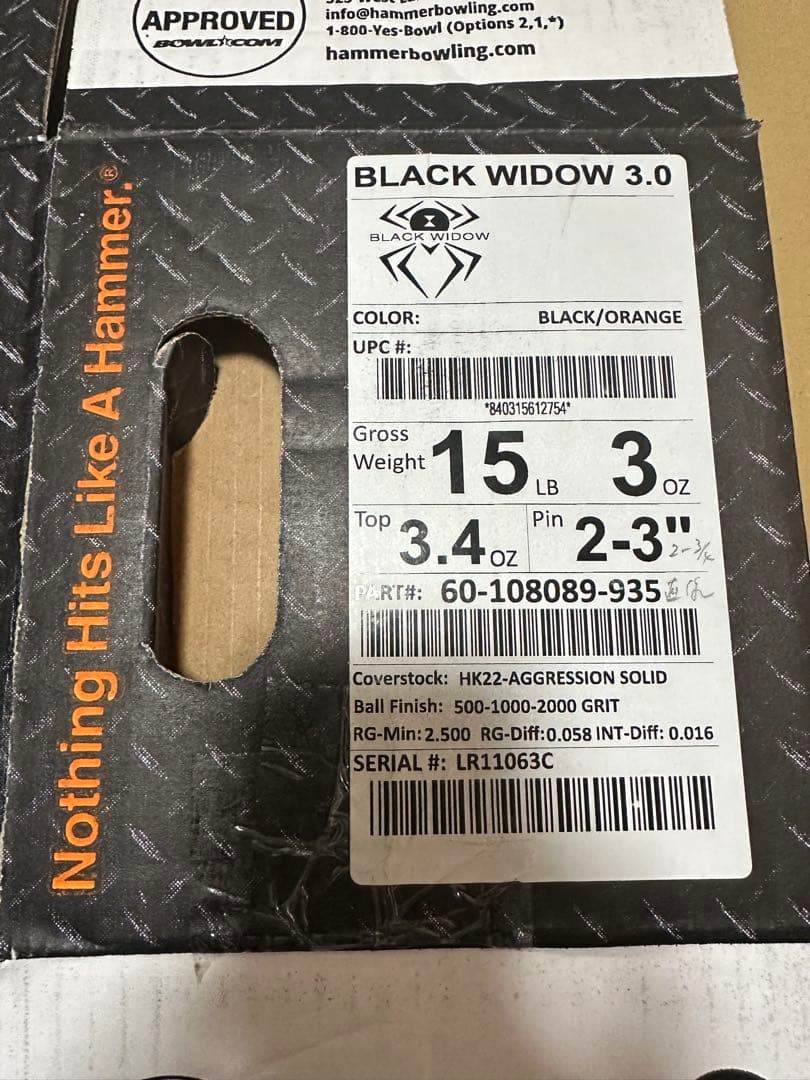 APPROVED
BOWL★COM
info@hammerbowling.com
1-800-Yes-Bowl (Options 2,1,*)
hammerbowling.com
Nothing Hits Like A Hammer.®
BLACK WIDOW 3.0
BLACK WIDOW
COLOR: BLACK/ORANGE
UPC #:
*840315612754*
Gross Weight 15 LB 3 OZ
Top 3.4 OZ Pin 2-3"
2-3/4
PART#: 60-108089-935
Coverstock: HK22-AGGRESSION SOLID
Ball Finish: 500-1000-2000 GRIT
RG-Min: 2.500 RG-Diff: 0.058 INT-Diff: 0.016
SERIAL #: LR11063C